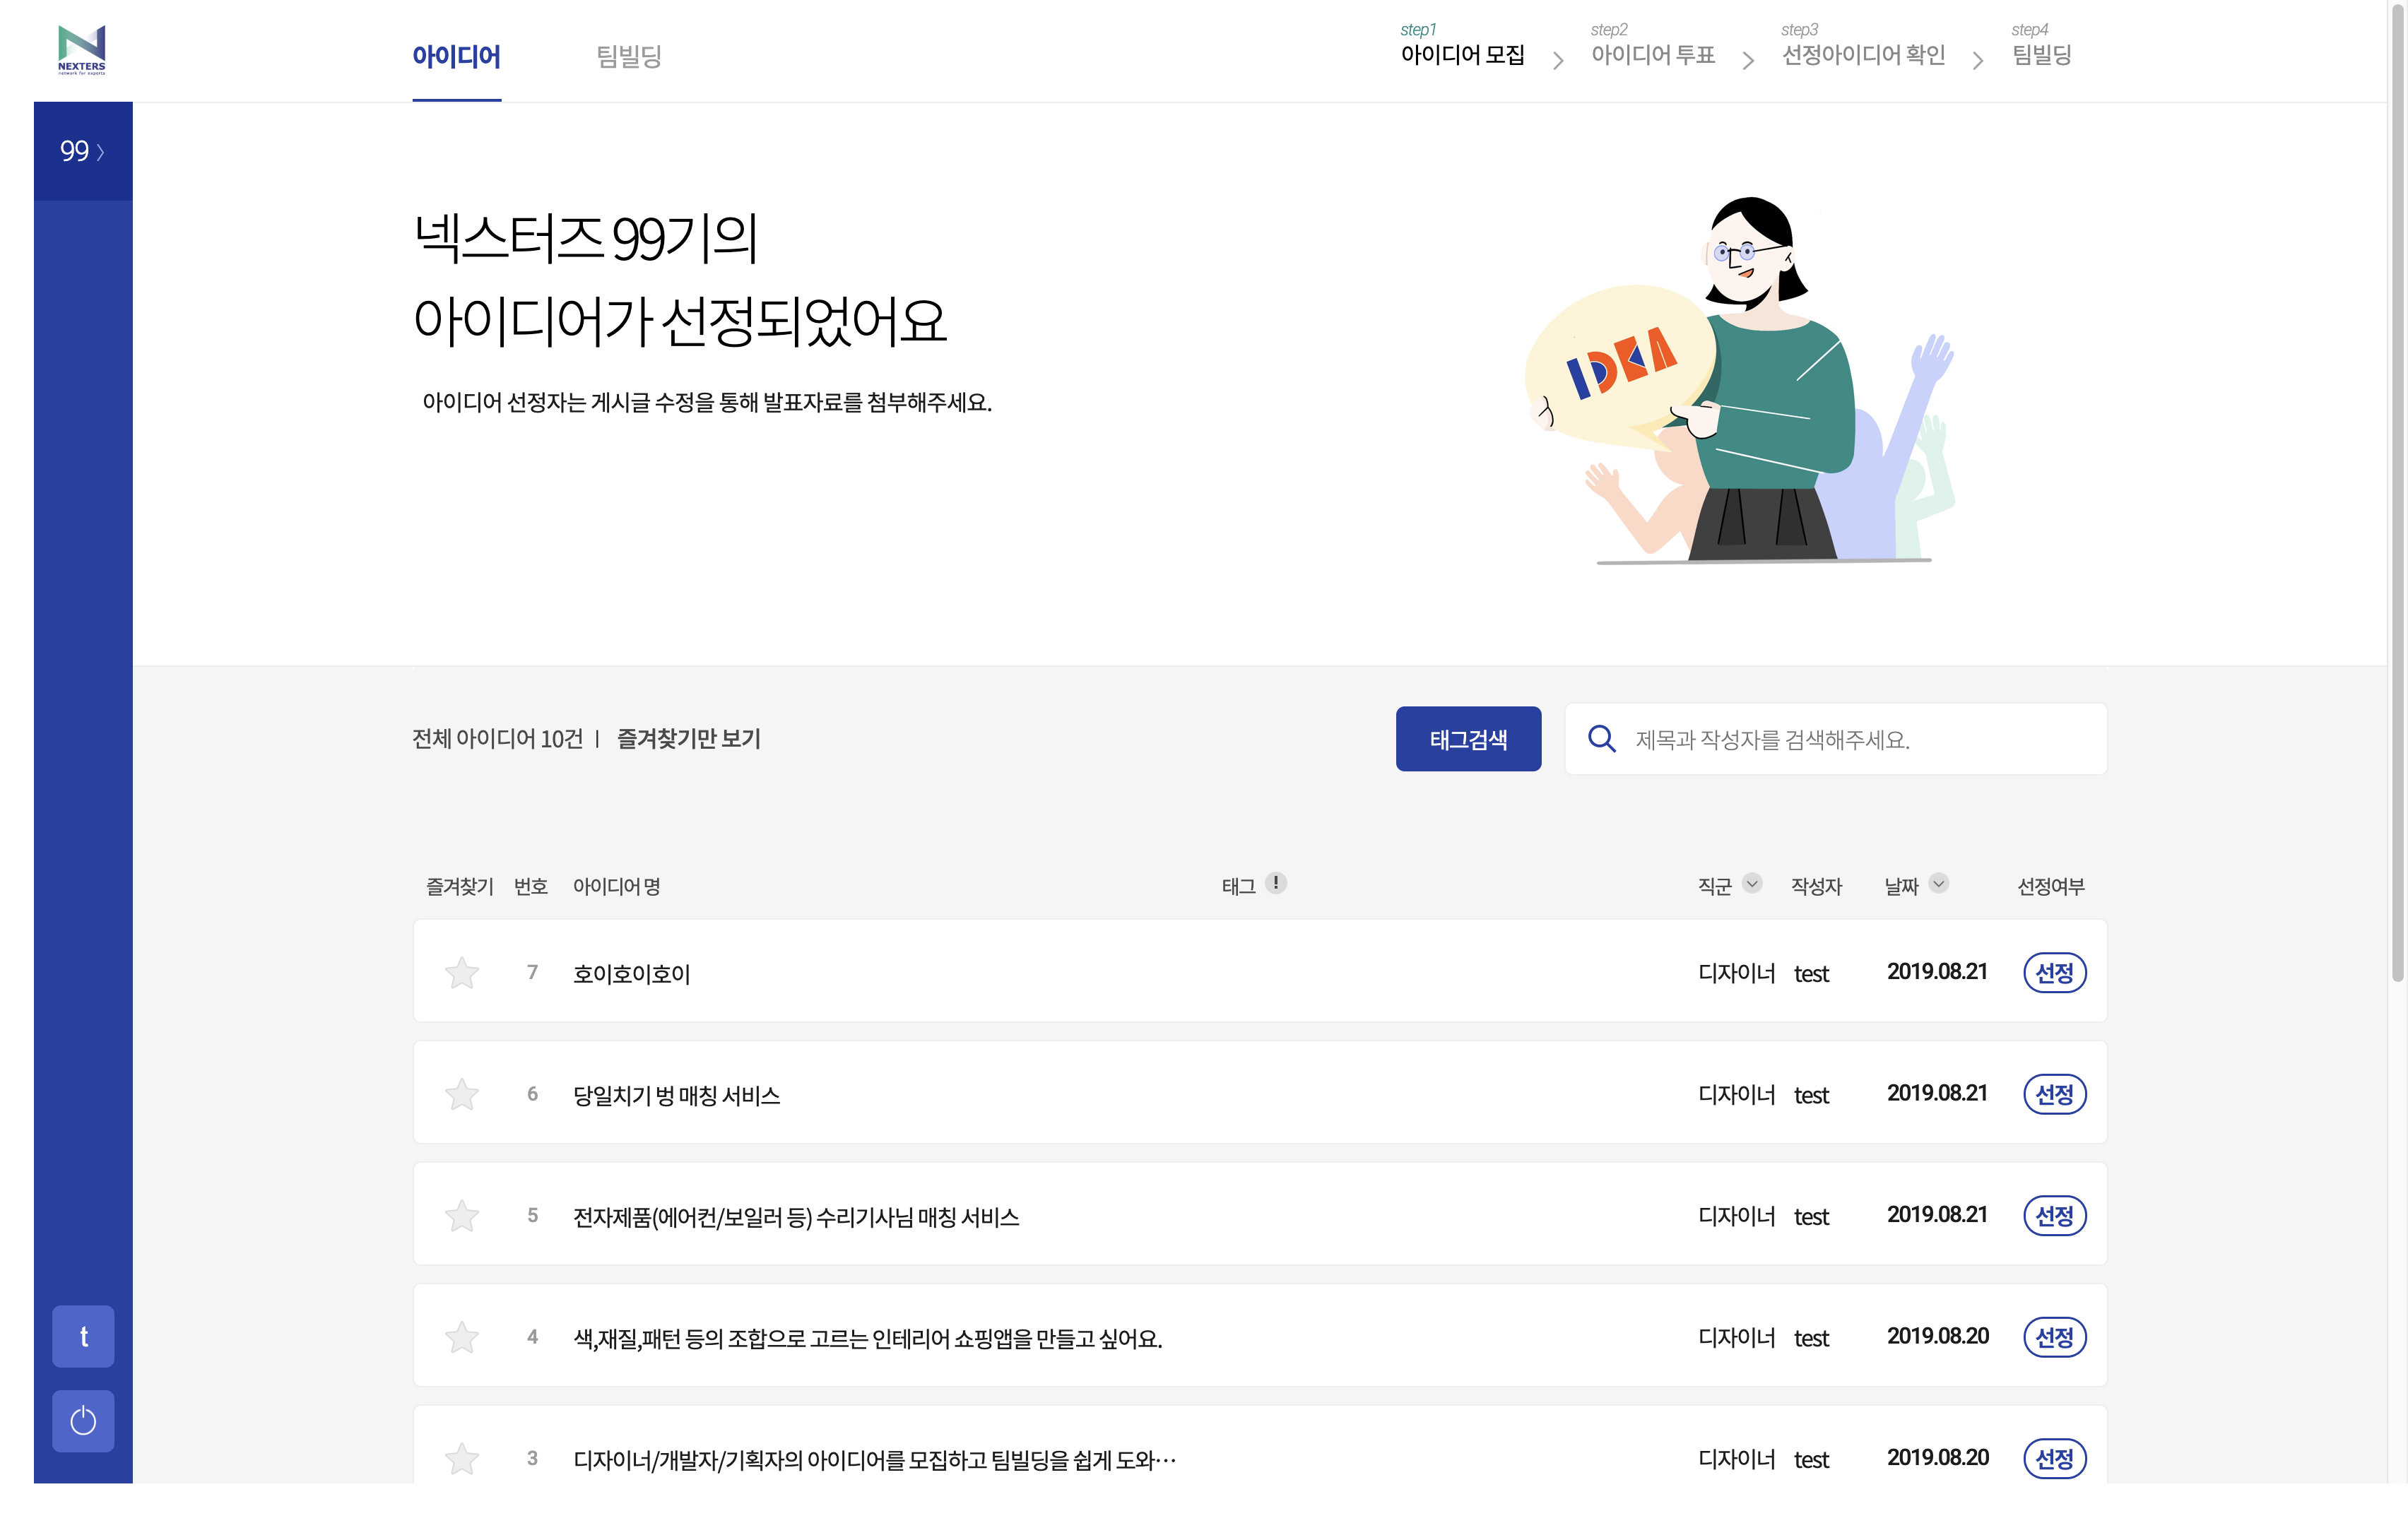 NEXTERS
network for experts
아이디어
팀빌딩
step1
아이디어 모집
step2
아이디어 투표
step3
선정아이디어 확인
step4
팀빌딩
99
넥스터즈 99기의
아이디어가 선정되었어요
아이디어 선정자는 게시글 수정을 통해 발표자료를 첨부해주세요.
IDEA
전체 아이디어 10건 | 즐겨찾기만 보기
태그검색
제목과 작성자를 검색해주세요.
즐겨찾기 번호 아이디어 명 태그 ! 직군 작성자 날짜 선정여부
7 호이호이호이 디자이너 test 2019.08.21 선정
6 당일치기 벙 매칭 서비스 디자이너 test 2019.08.21 선정
5 전자제품(에어컨/보일러 등) 수리기사님 매칭 서비스 디자이너 test 2019.08.21 선정
4 색,재질,패턴 등의 조합으로 고르는 인테리어 쇼핑앱을 만들고 싶어요. 디자이너 test 2019.08.20 선정
3 디자이너/개발자/기획자의 아이디어를 모집하고 팀빌딩을 쉽게 도와… 디자이너 test 2019.08.20 선정
t